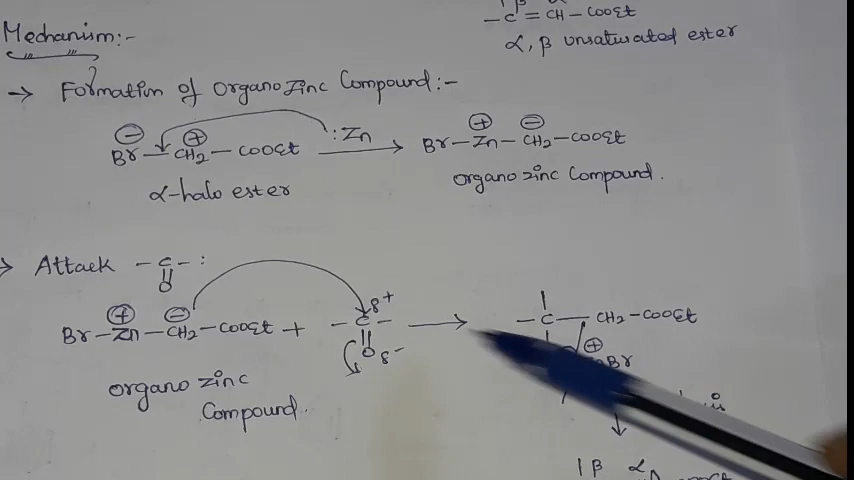 β
-C=CH-COOEt
α, β unsaturated ester
Mechanism:-
→ Formation of Organo Zinc Compound:-
⊖ ⊕
Br-CH2-COOEt :Zn → Br-Zn-CH2-COOEt
⊕ ⊖
α-halo ester
organo zinc Compound.
→ Attack -C- :
O
⊕ ⊖
Br-Zn-CH2-COOEt + -C- → -C-CH2-COOEt
δ+
O δ-
⊕
Br
organo zinc
Compound.
β α